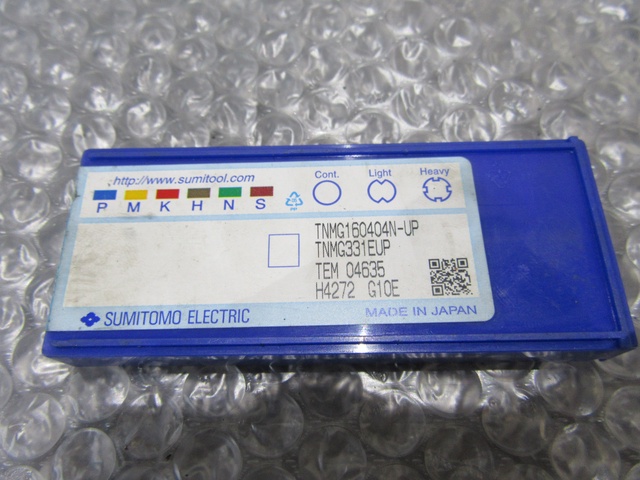 http://www.sumitool.com
Cont. Light Heavy
P M K H N S
TNMG160404N-UP
TNMG331EUP
TEM 04635
H4272 G10E
SUMITOMO ELECTRIC
MADE IN JAPAN